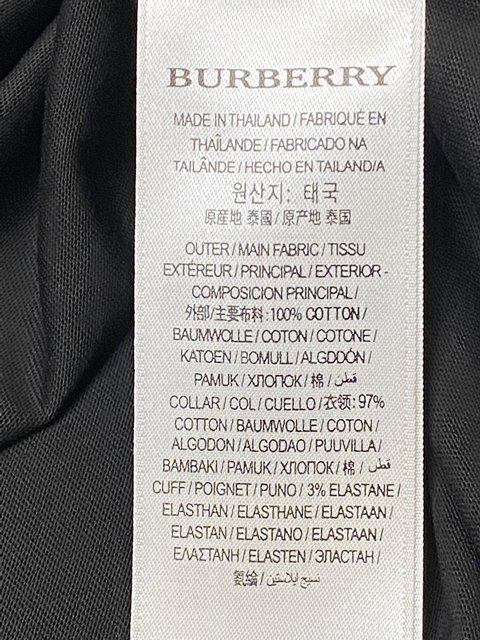 BURBERRY
MADE IN THAILAND / FABRIQUÉ EN
THAÏLANDE / FABRICADO NA
TAILÂNDE / HECHO EN TAILAND/A
원산지: 태국
原産地 泰國 / 原产地 泰国
OUTER / MAIN FABRIC / TISSU
EXTÉREUR / PRINCIPAL / EXTERIOR -
COMPOSICION PRINCIPAL /
外部/主要布料: 100% COTTON /
BAUMWOLLE / COTON / COTONE /
KATOEN / BOMULL / ALGDDÓN /
PAMUK / ХЛОПОК / 棉 / قطن /
COLLAR / COL / CUELLO / 衣领: 97%
COTTON / BAUMWOLLE / COTON /
ALGODON / ALGODAO / PUUVILLA /
BAMBAKI / PAMUK / ХЛОПОК / 棉 / قطن
CUFF / POIGNET / PUNO / 3% ELASTANE /
ELASTHAN / ELASTHANE / ELASTAAN /
ELASTAN / ELASTANO / ELASTAAN /
ΕΛΑΣΤΑΝΗ / ELASTEN / ЭЛАСТАН /
氨纶 / نسيج إيلاستين /